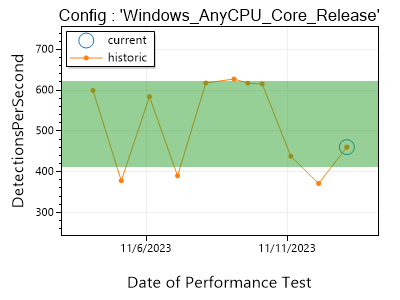 Config : 'Windows_AnyCPU_Core_Release'
current
historic
DetectionsPerSecond
700
600
500
400
300
11/6/2023
11/11/2023
Date of Performance Test